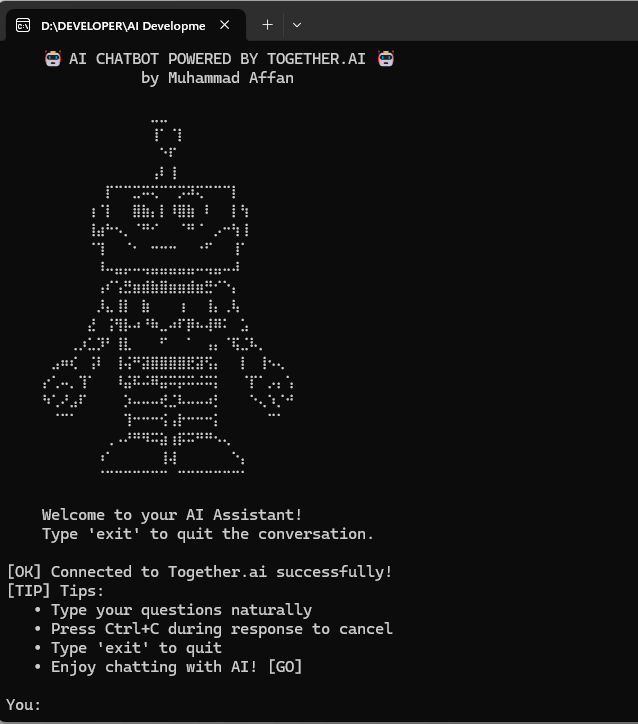 D:\DEVELOPER\AI Developme
🤖 AI CHATBOT POWERED BY TOGETHER.AI 🤖
by Muhammad Affan
Welcome to your AI Assistant!
Type 'exit' to quit the conversation.
[OK] Connected to Together.ai successfully!
[TIP] Tips:
• Type your questions naturally
• Press Ctrl+C during response to cancel
• Type 'exit' to quit
• Enjoy chatting with AI! [GO]
You: